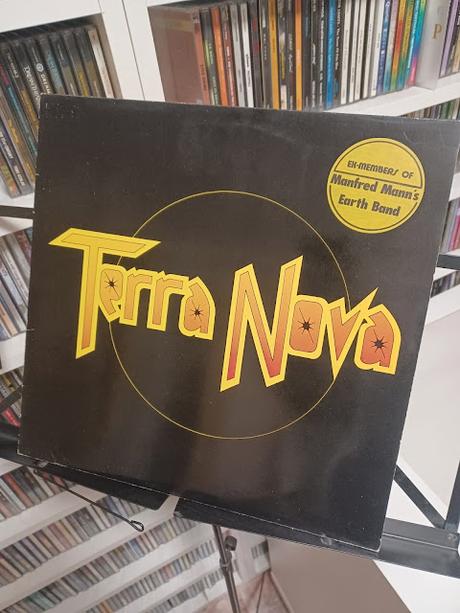 EX-MEMBERS OF
Manfred Mann's
Earth Band
Terra Nova